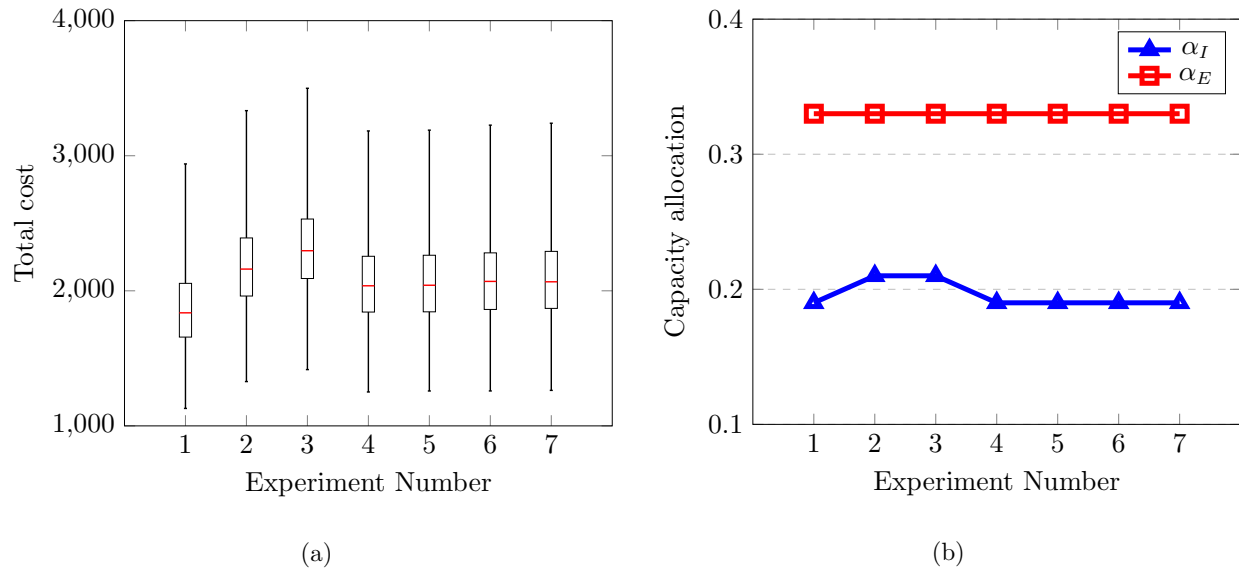 4,000
3,000
2,000
1,000
Total cost
1 2 3 4 5 6 7
Experiment Number
(a)
0.4
0.3
0.2
0.1
Capacity allocation
α_I
α_E
1 2 3 4 5 6 7
Experiment Number
(b)